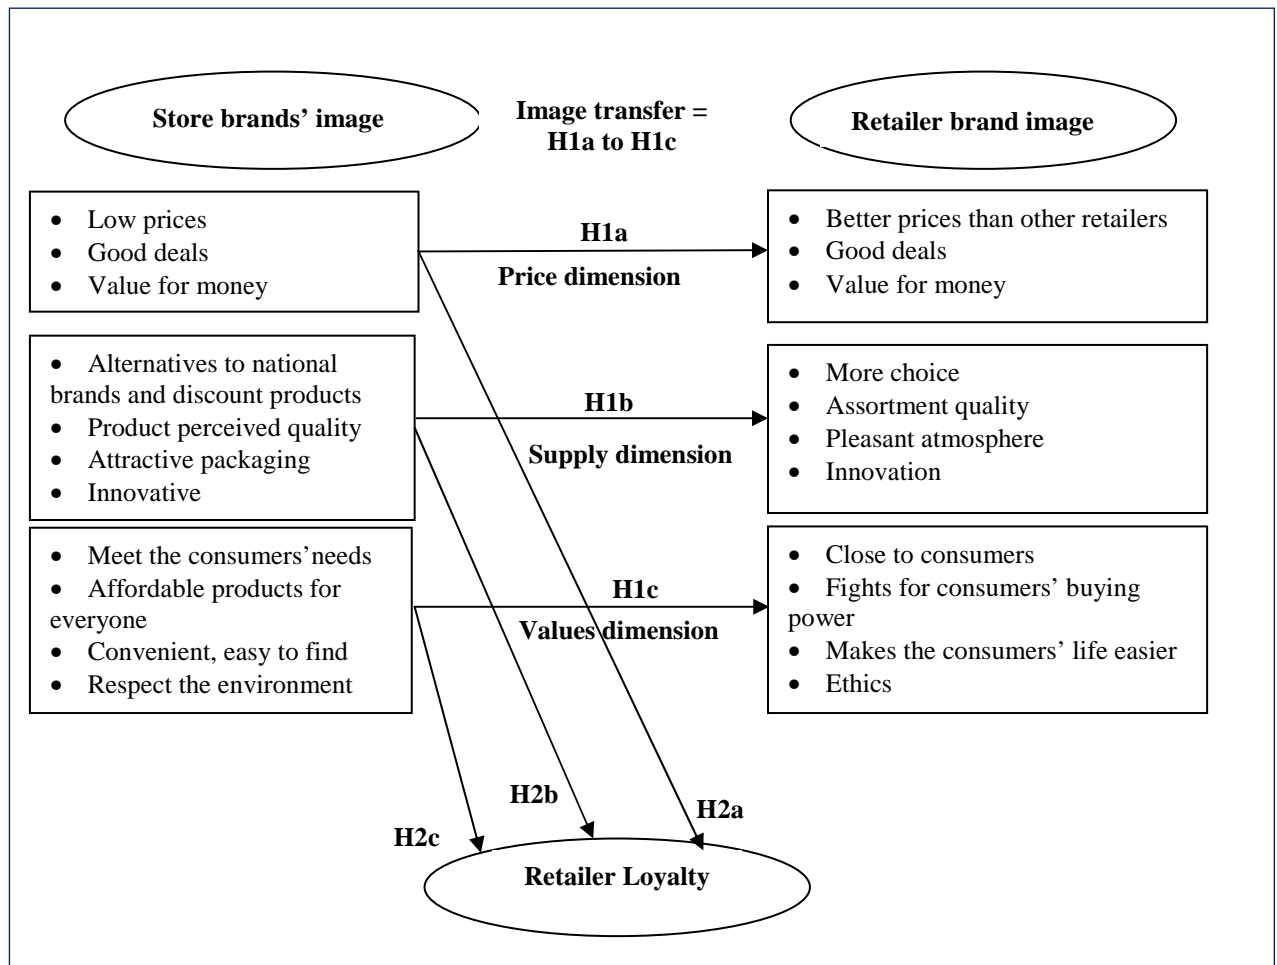 Store brands’ image
Image transfer =
H1a to H1c
Retailer brand image
• Low prices
• Good deals
• Value for money
H1a
Price dimension
• Better prices than other retailers
• Good deals
• Value for money
• Alternatives to national
brands and discount products
• Product perceived quality
• Attractive packaging
• Innovative
H1b
Supply dimension
• More choice
• Assortment quality
• Pleasant atmosphere
• Innovation
• Meet the consumers’needs
• Affordable products for
everyone
• Convenient, easy to find
• Respect the environment
H1c
Values dimension
• Close to consumers
• Fights for consumers’ buying
power
• Makes the consumers’ life easier
• Ethics
H2b
H2a
H2c
Retailer Loyalty